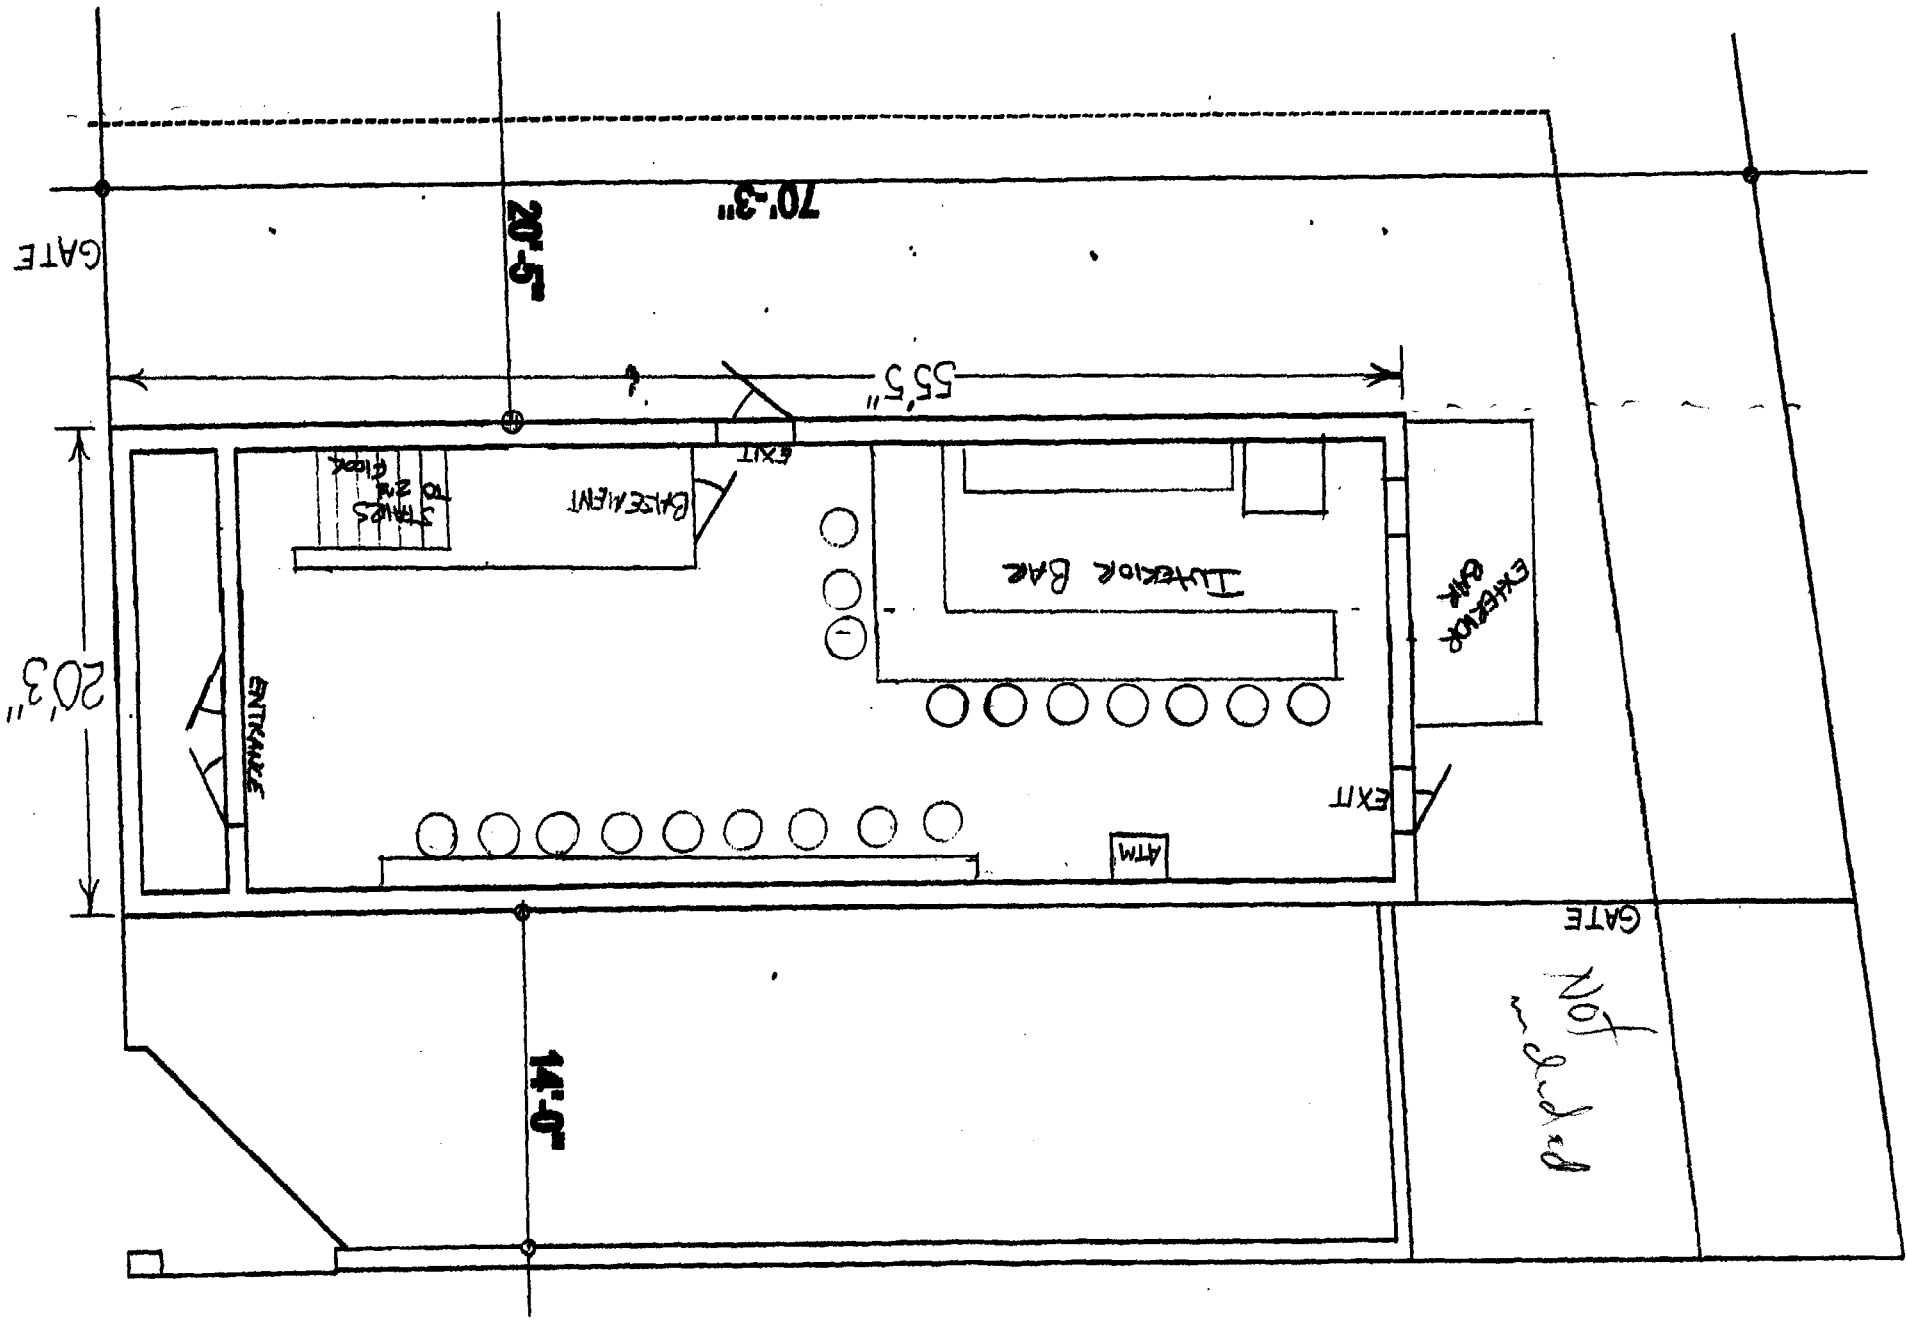 70'-3"
20'-5"
GATE
55'5"
EXIT
STAIRS
To 2nd
Floor
BASEMENT
INTERIOR BAR
EXTERIOR
BAR
20'3"
ENTRANCE
EXIT
ATM
GATE
Not
included
14'-0"